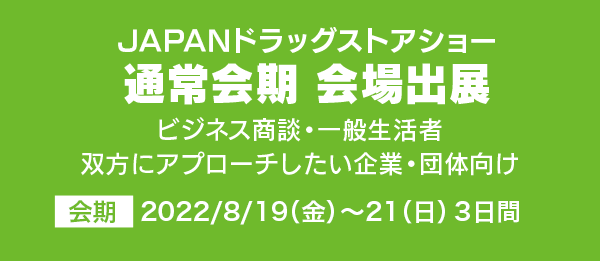 JAPANドラッグストアショー
通常会期 会場出展
ビジネス商談・一般生活者
双方にアプローチしたい企業・団体向け
会期 2022/8/19（金）～21（日）3日間